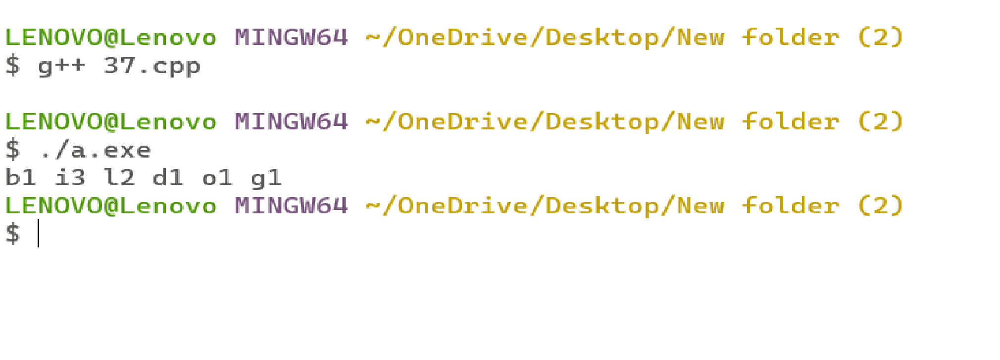 LENOVO@Lenovo MINGW64 ~/OneDrive/Desktop/New folder (2)
$ g++ 37.cpp
LENOVO@Lenovo MINGW64 ~/OneDrive/Desktop/New folder (2)
$ ./a.exe
b1 i3 l2 d1 o1 g1
LENOVO@Lenovo MINGW64 ~/OneDrive/Desktop/New folder (2)
$